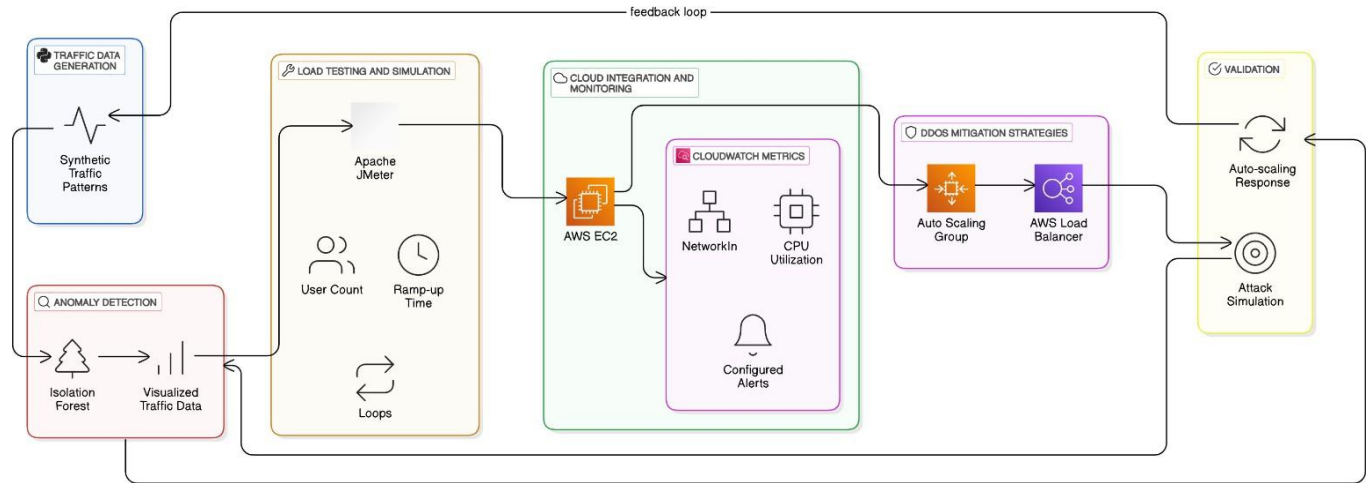 feedback loop
TRAFFIC DATA
GENERATION
Synthetic
Traffic
Patterns
LOAD TESTING AND SIMULATION
Apache
JMeter
User Count
Ramp-up
Time
Loops
CLOUD INTEGRATION AND
MONITORING
AWS EC2
CLOUDWATCH METRICS
NetworkIn
CPU
Utilization
Configured
Alerts
DDOS MITIGATION STRATEGIES
Auto Scaling
Group
AWS Load
Balancer
VALIDATION
Auto-scaling
Response
Attack
Simulation
ANOMALY DETECTION
Isolation
Forest
Visualized
Traffic Data